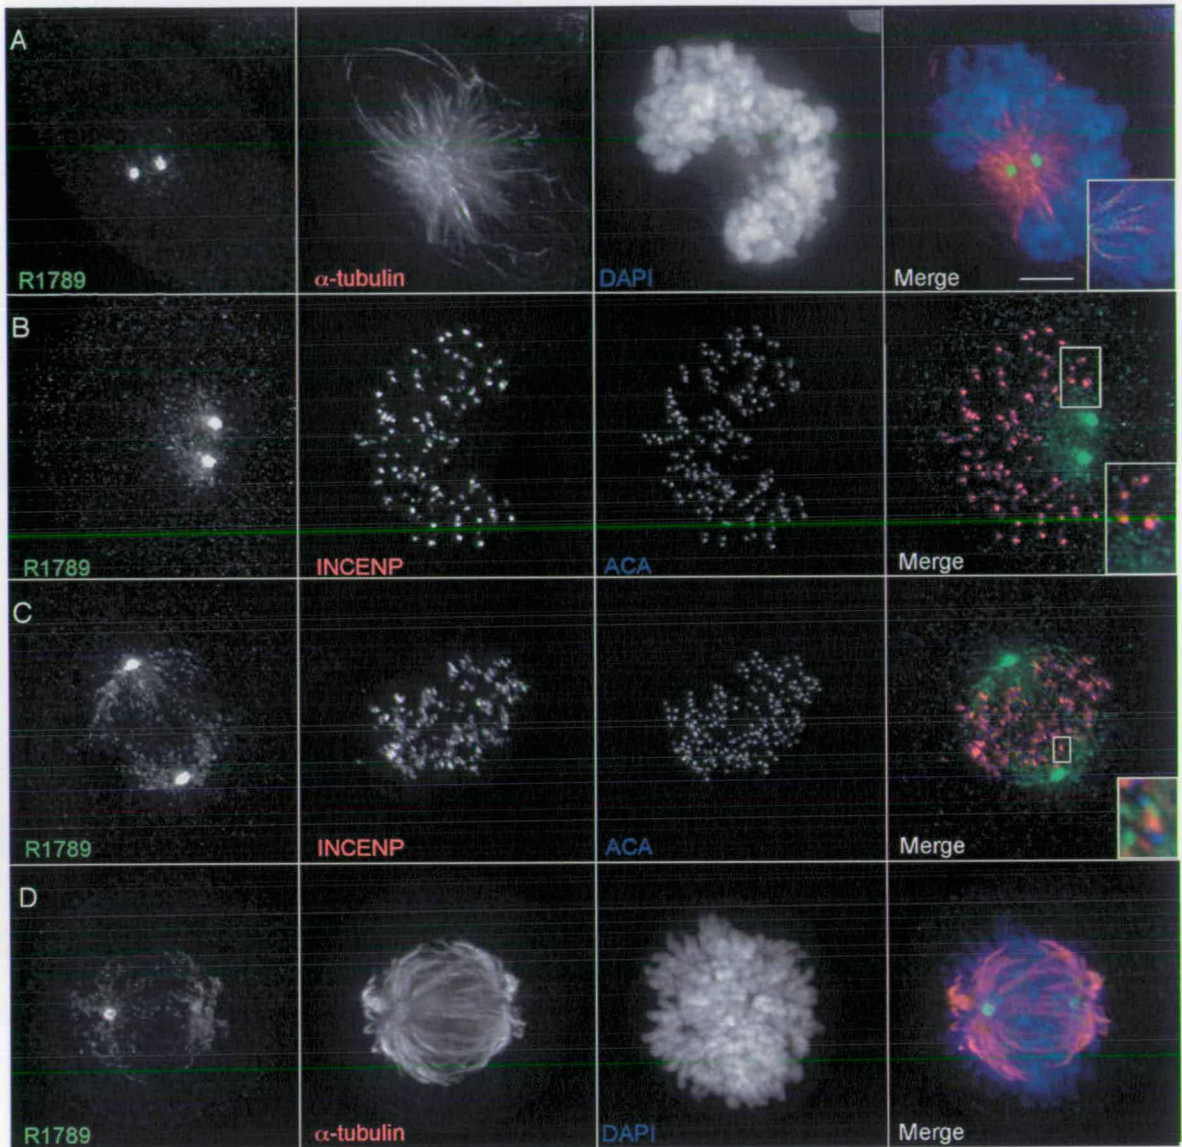 A
R1789 α-tubulin DAPI Merge
B
R1789 INCENP ACA Merge
C
R1789 INCENP ACA Merge
D
R1789 α-tubulin DAPI Merge